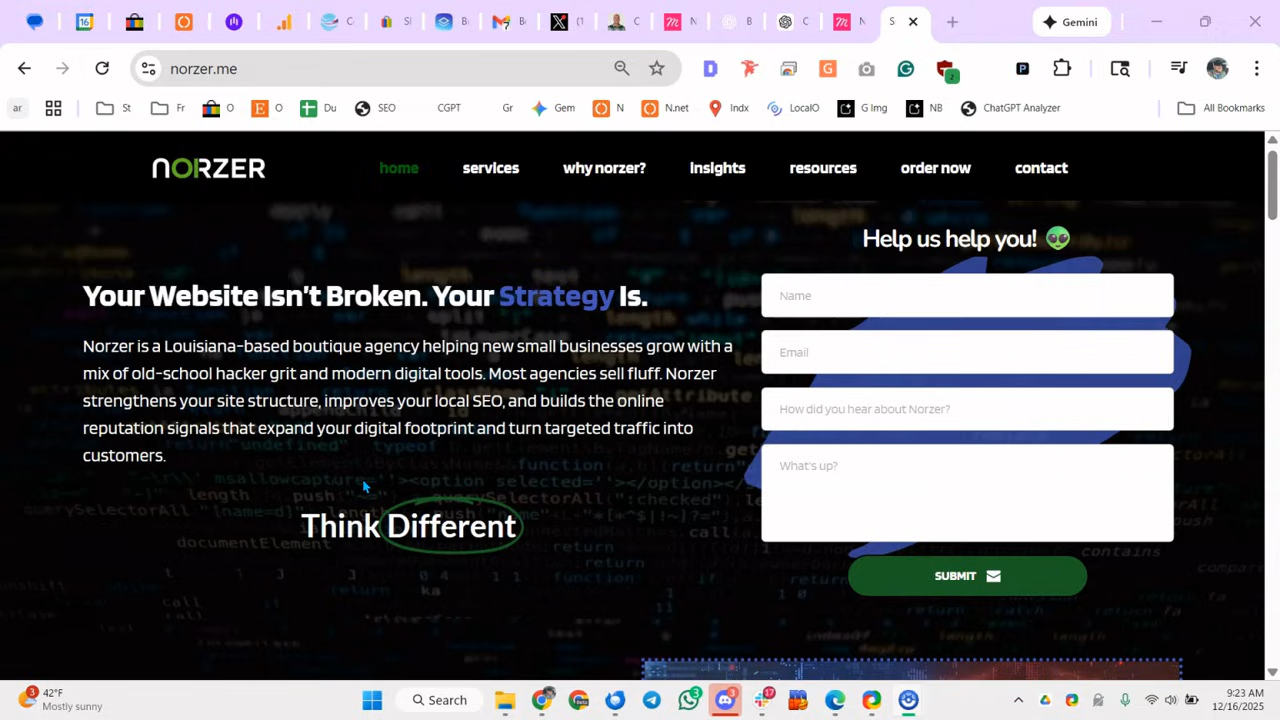 Gemini
norzer.me
ar St Fr O O Du SEO CGPT Gr Gem N N.net Indx LocalO G Img NB ChatGPT Analyzer All Bookmarks
NORZER home services why norzer? insights resources order now contact
Your Website Isn't Broken. Your Strategy Is.
Norzer is a Louisiana-based boutique agency helping new small businesses grow with a
mix of old-school hacker grit and modern digital tools. Most agencies sell fluff. Norzer
strengthens your site structure, improves your local SEO, and builds the online
reputation signals that expand your digital footprint and turn targeted traffic into
customers.
Think Different
Help us help you! 👽
Name
Email
How did you hear about Norzer?
What's up?
SUBMIT
3 42°F
Mostly sunny
Search
3
3
17
9:23 AM
12/16/2025